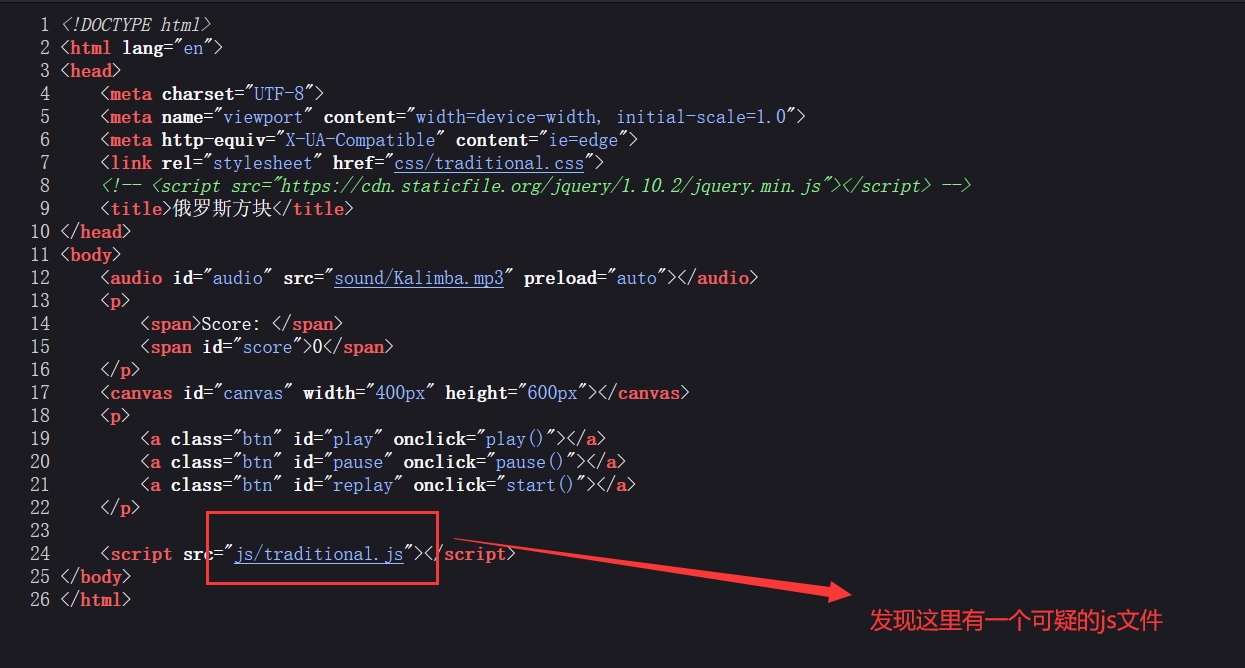 1 <!DOCTYPE html>
2 <html lang="en">
3 <head>
4     <meta charset="UTF-8">
5     <meta name="viewport" content="width=device-width, initial-scale=1.0">
6     <meta http-equiv="X-UA-Compatible" content="ie=edge">
7     <link rel="stylesheet" href="css/traditional.css">
8     <!-- <script src="https://cdn.staticfile.org/jquery/1.10.2/jquery.min.js"></script> -->
9     <title>俄罗斯方块</title>
10 </head>
11 <body>
12     <audio id="audio" src="sound/Kalimba.mp3" preload="auto"></audio>
13     <p>
14         <span>Score: </span>
15         <span id="score">0</span>
16     </p>
17     <canvas id="canvas" width="400px" height="600px"></canvas>
18     <p>
19         <a class="btn" id="play" onclick="play()"></a>
20         <a class="btn" id="pause" onclick="pause()"></a>
21         <a class="btn" id="replay" onclick="start()"></a>
22     </p>
23
24     <script src="js/traditional.js"></script>
25 </body>
26 </html>
发现这里有一个可疑的js文件